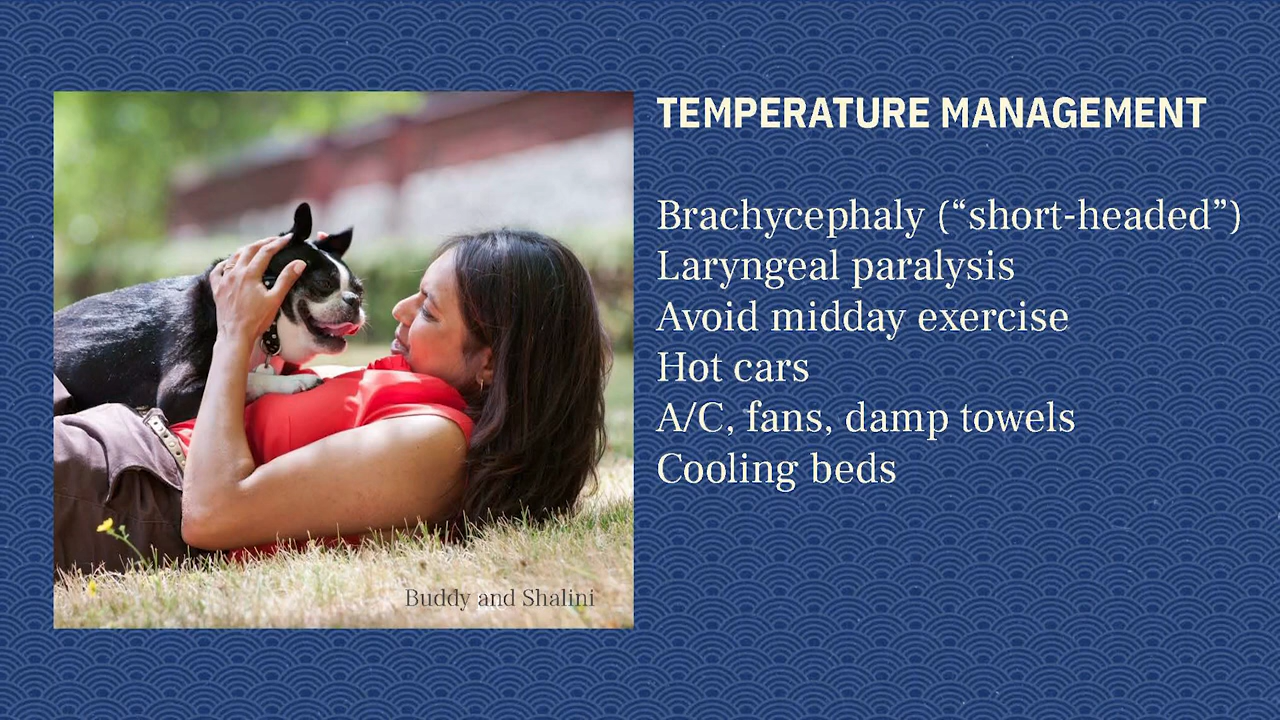 TEMPERATURE MANAGEMENT
Brachycephaly (“short-headed”)
Laryngeal paralysis
Avoid midday exercise
Hot cars
A/C, fans, damp towels
Cooling beds
Buddy and Shalini